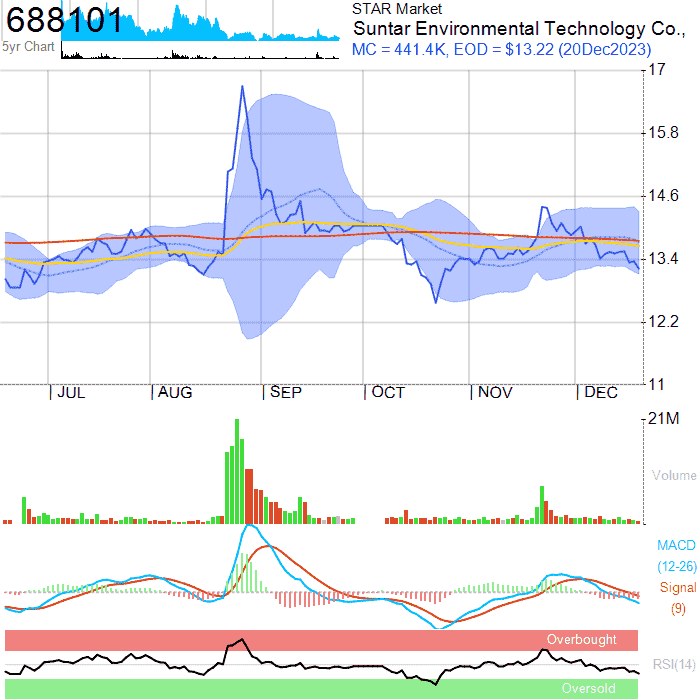 688101
5yr Chart
STAR Market
Suntar Environmental Technology Co.,
MC = 441.4K, EOD = $13.22 (20Dec2023)
17
15.8
14.6
13.4
12.2
11
JUL AUG SEP OCT NOV DEC
21M
Volume
MACD
(12-26)
Signal
(9)
Overbought
RSI(14)
Oversold